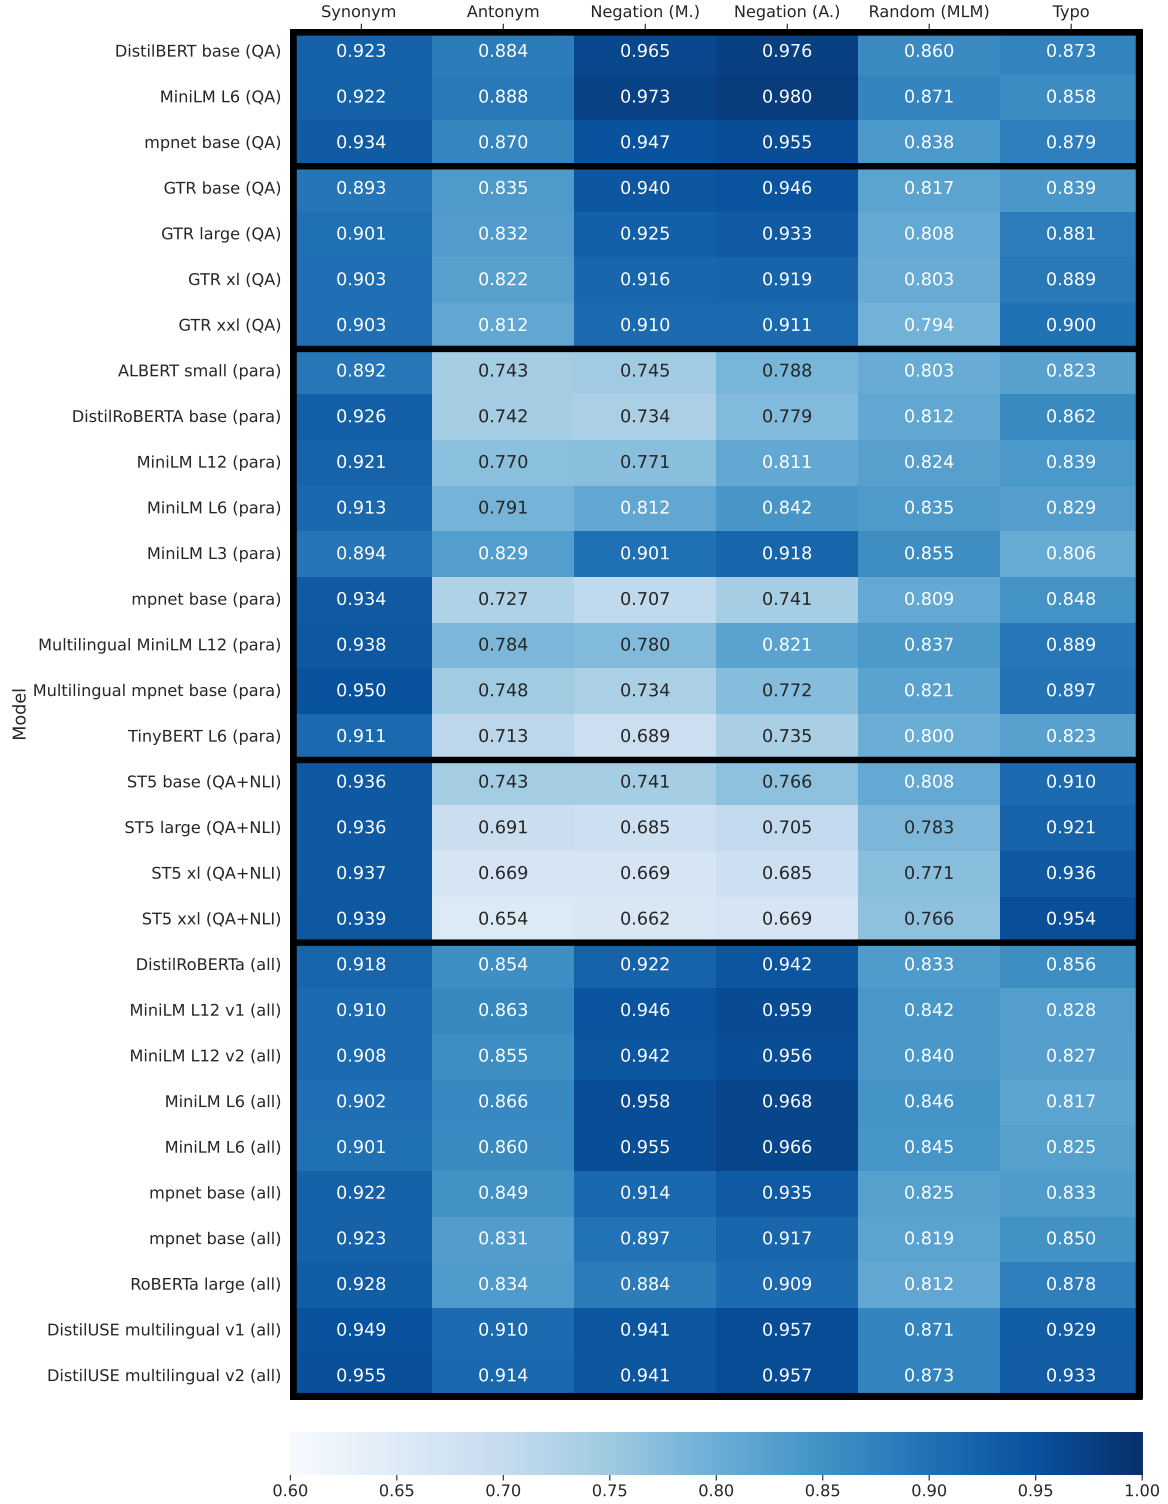 Synonym Antonym Negation (M.) Negation (A.) Random (MLM) Typo
DistilBERT base (QA) 0.923 0.884 0.965 0.976 0.860 0.873
MiniLM L6 (QA) 0.922 0.888 0.973 0.980 0.871 0.858
mpnet base (QA) 0.934 0.870 0.947 0.955 0.838 0.879
GTR base (QA) 0.893 0.835 0.940 0.946 0.817 0.839
GTR large (QA) 0.901 0.832 0.925 0.933 0.808 0.881
GTR xl (QA) 0.903 0.822 0.916 0.919 0.803 0.889
GTR xxl (QA) 0.903 0.812 0.910 0.911 0.794 0.900
ALBERT small (para) 0.892 0.743 0.745 0.788 0.803 0.823
DistilRoBERTA base (para) 0.926 0.742 0.734 0.779 0.812 0.862
MiniLM L12 (para) 0.921 0.770 0.771 0.811 0.824 0.839
MiniLM L6 (para) 0.913 0.791 0.812 0.842 0.835 0.829
MiniLM L3 (para) 0.894 0.829 0.901 0.918 0.855 0.806
mpnet base (para) 0.934 0.727 0.707 0.741 0.809 0.848
Multilingual MiniLM L12 (para) 0.938 0.784 0.780 0.821 0.837 0.889
Multilingual mpnet base (para) 0.950 0.748 0.734 0.772 0.821 0.897
Model
TinyBERT L6 (para) 0.911 0.713 0.689 0.735 0.800 0.823
ST5 base (QA+NLI) 0.936 0.743 0.741 0.766 0.808 0.910
ST5 large (QA+NLI) 0.936 0.691 0.685 0.705 0.783 0.921
ST5 xl (QA+NLI) 0.937 0.669 0.669 0.685 0.771 0.936
ST5 xxl (QA+NLI) 0.939 0.654 0.662 0.669 0.766 0.954
DistilRoBERTa (all) 0.918 0.854 0.922 0.942 0.833 0.856
MiniLM L12 v1 (all) 0.910 0.863 0.946 0.959 0.842 0.828
MiniLM L12 v2 (all) 0.908 0.855 0.942 0.956 0.840 0.827
MiniLM L6 (all) 0.902 0.866 0.958 0.968 0.846 0.817
MiniLM L6 (all) 0.901 0.860 0.955 0.966 0.845 0.825
mpnet base (all) 0.922 0.849 0.914 0.935 0.825 0.833
mpnet base (all) 0.923 0.831 0.897 0.917 0.819 0.850
RoBERTa large (all) 0.928 0.834 0.884 0.909 0.812 0.878
DistilUSE multilingual v1 (all) 0.949 0.910 0.941 0.957 0.871 0.929
DistilUSE multilingual v2 (all) 0.955 0.914 0.941 0.957 0.873 0.933
0.60 0.65 0.70 0.75 0.80 0.85 0.90 0.95 1.00